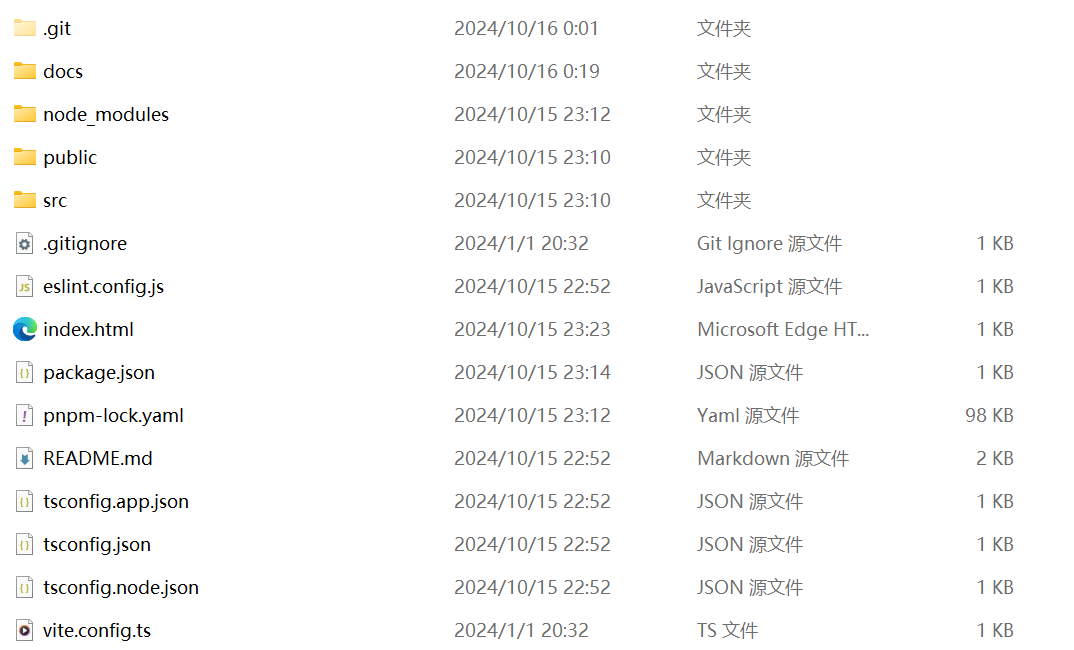 .git 2024/10/16 0:01 文件夹
docs 2024/10/16 0:19 文件夹
node_modules 2024/10/15 23:12 文件夹
public 2024/10/15 23:10 文件夹
src 2024/10/15 23:10 文件夹
.gitignore 2024/1/1 20:32 Git Ignore 源文件 1 KB
eslint.config.js 2024/10/15 22:52 JavaScript 源文件 1 KB
index.html 2024/10/15 23:23 Microsoft Edge HT... 1 KB
package.json 2024/10/15 23:14 JSON 源文件 1 KB
pnpm-lock.yaml 2024/10/15 23:12 Yaml 源文件 98 KB
README.md 2024/10/15 22:52 Markdown 源文件 2 KB
tsconfig.app.json 2024/10/15 22:52 JSON 源文件 1 KB
tsconfig.json 2024/10/15 22:52 JSON 源文件 1 KB
tsconfig.node.json 2024/10/15 22:52 JSON 源文件 1 KB
vite.config.ts 2024/1/1 20:32 TS 文件 1 KB